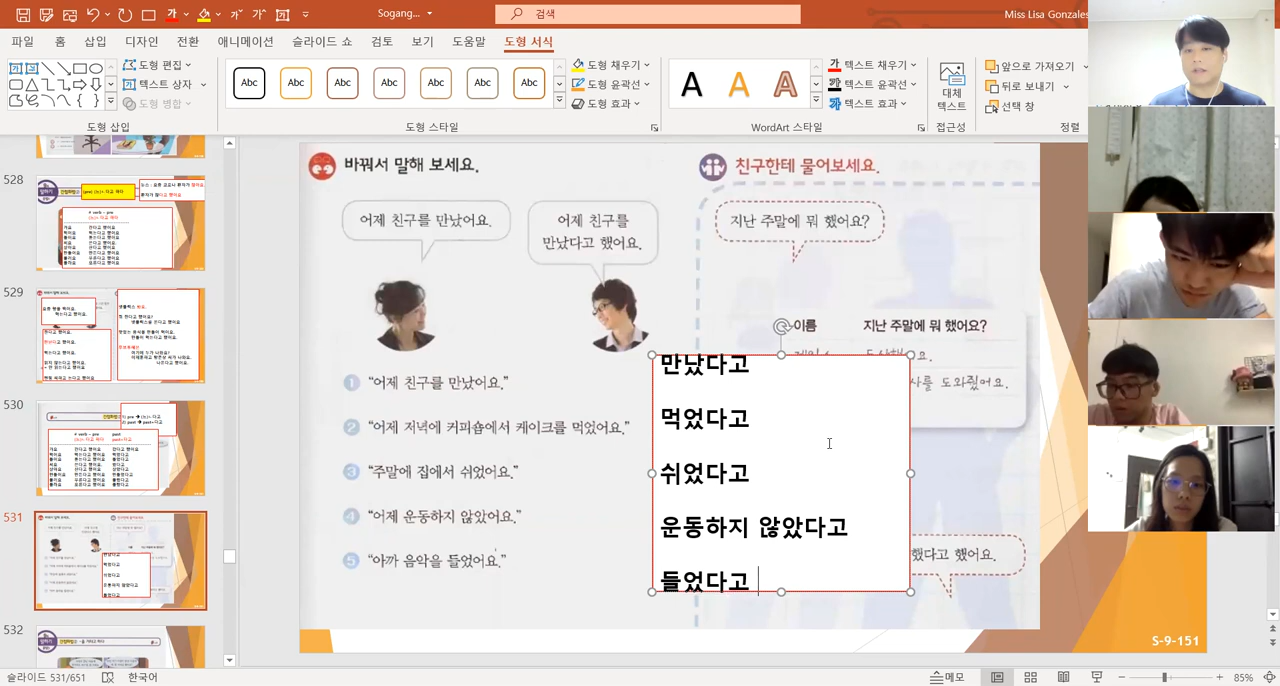 Sogang...
검색
Miss Lisa Gonzales
파일 홈 삽입 디자인 전환 애니메이션 슬라이드 쇼 검토 보기 도움말 도형 서식
도형 편집
텍스트 상자
도형 병합
도형 삽입
Abc Abc Abc Abc Abc Abc Abc
도형 채우기
도형 윤곽선
도형 효과
도형 스타일
A A A
텍스트 채우기
텍스트 윤곽선
텍스트 효과
WordArt 스타일
대체
텍스트
접근성
앞으로 가져오기
뒤로 보내기
선택 창
정렬
528
529
530
531
532
바꿔서 말해 보세요.
어제 친구를 만났어요.
어제 친구를
만났다고 했어요.
1 “어제 친구를 만났어요.”
2 “어제 저녁에 커피숍에서 케이크를 먹었어요.”
3 “주말에 집에서 쉬었어요.”
4 “어제 운동하지 않았어요.”
5 “아까 음악을 들었어요.”
친구한테 물어보세요.
지난 주말에 뭐 했어요?
이름 지난 주말에 뭐 했어요?
도와줬어요.
만났다고
먹었다고
쉬었다고
운동하지 않았다고
들었다고
했다고 했어요.
S-9-151
슬라이드 531/651
한국어
메모
85%